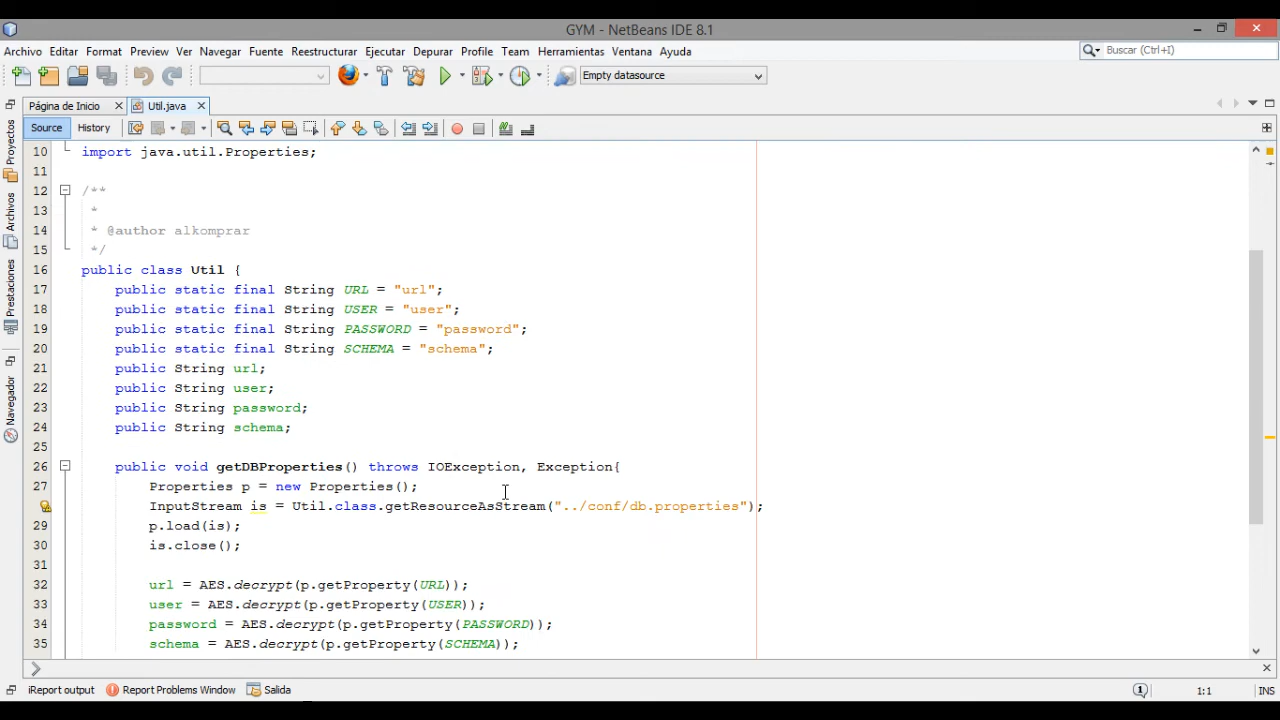 GYM - NetBeans IDE 8.1
Archivo Editar Format Preview Ver Navegar Fuente Reestructurar Ejecutar Depurar Profile Team Herramientas Ventana Ayuda
Buscar (Ctrl+I)
Empty datasource
Página de Inicio Util.java
Source History
Proyectos
Archivos
Prestaciones
Navegador
10 import java.util.Properties;
11
12 /**
13 *
14 * @author alkomprar
15 */
16 public class Util {
17 public static final String URL = "url";
18 public static final String USER = "user";
19 public static final String PASSWORD = "password";
20 public static final String SCHEMA = "schema";
21 public String url;
22 public String user;
23 public String password;
24 public String schema;
25
26 public void getDBProperties() throws IOException, Exception{
27 Properties p = new Properties();
InputStream is = Util.class.getResourceAsStream("../conf/db.properties");
29 p.load(is);
30 is.close();
31
32 url = AES.decrypt(p.getProperty(URL));
33 user = AES.decrypt(p.getProperty(USER));
34 password = AES.decrypt(p.getProperty(PASSWORD));
35 schema = AES.decrypt(p.getProperty(SCHEMA));
iReport output Report Problems Window Salida
1 1:1 INS